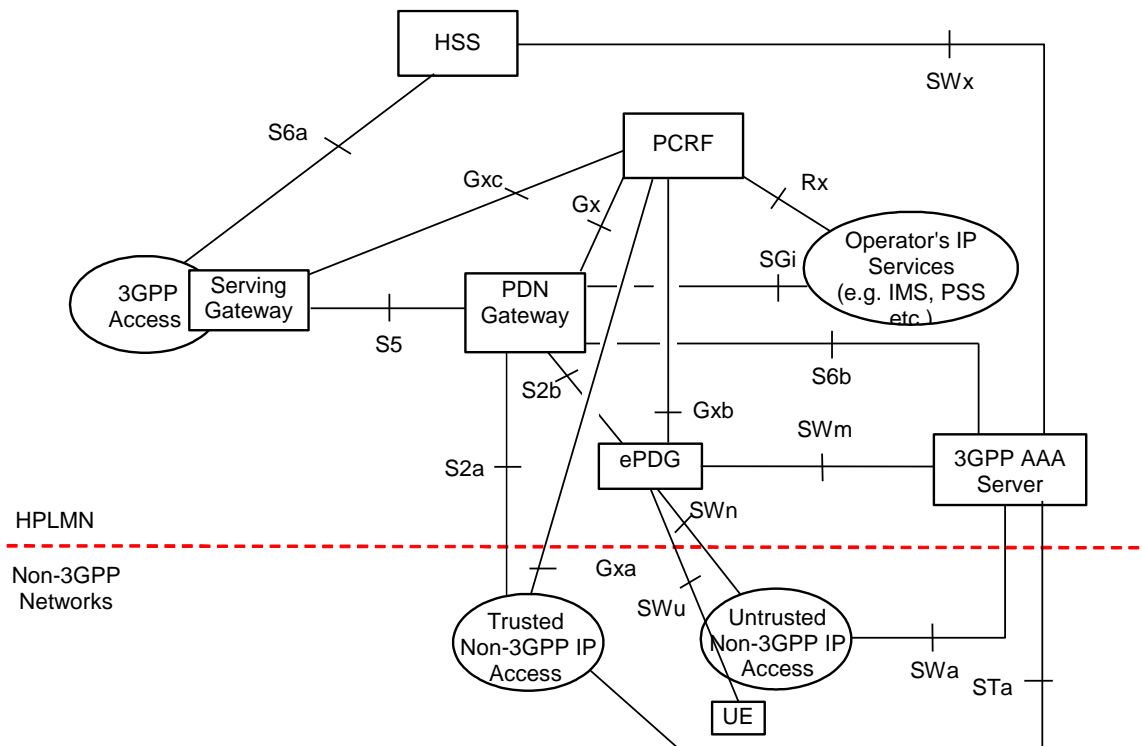 HSS
SWx
S6a
PCRF
Gxc
Rx
Gx
Operator's IP
Services
(e.g. IMS, PSS
etc.)
SGi
3GPP
Access
Serving
Gateway
PDN
Gateway
S5
S6b
S2b
Gxb
SWm
ePDG
3GPP AAA
Server
S2a
SWn
HPLMN
Non-3GPP
Networks
Gxa
SWu
Trusted
Non-3GPP IP
Access
Untrusted
Non-3GPP IP
Access
SWa
STa
UE